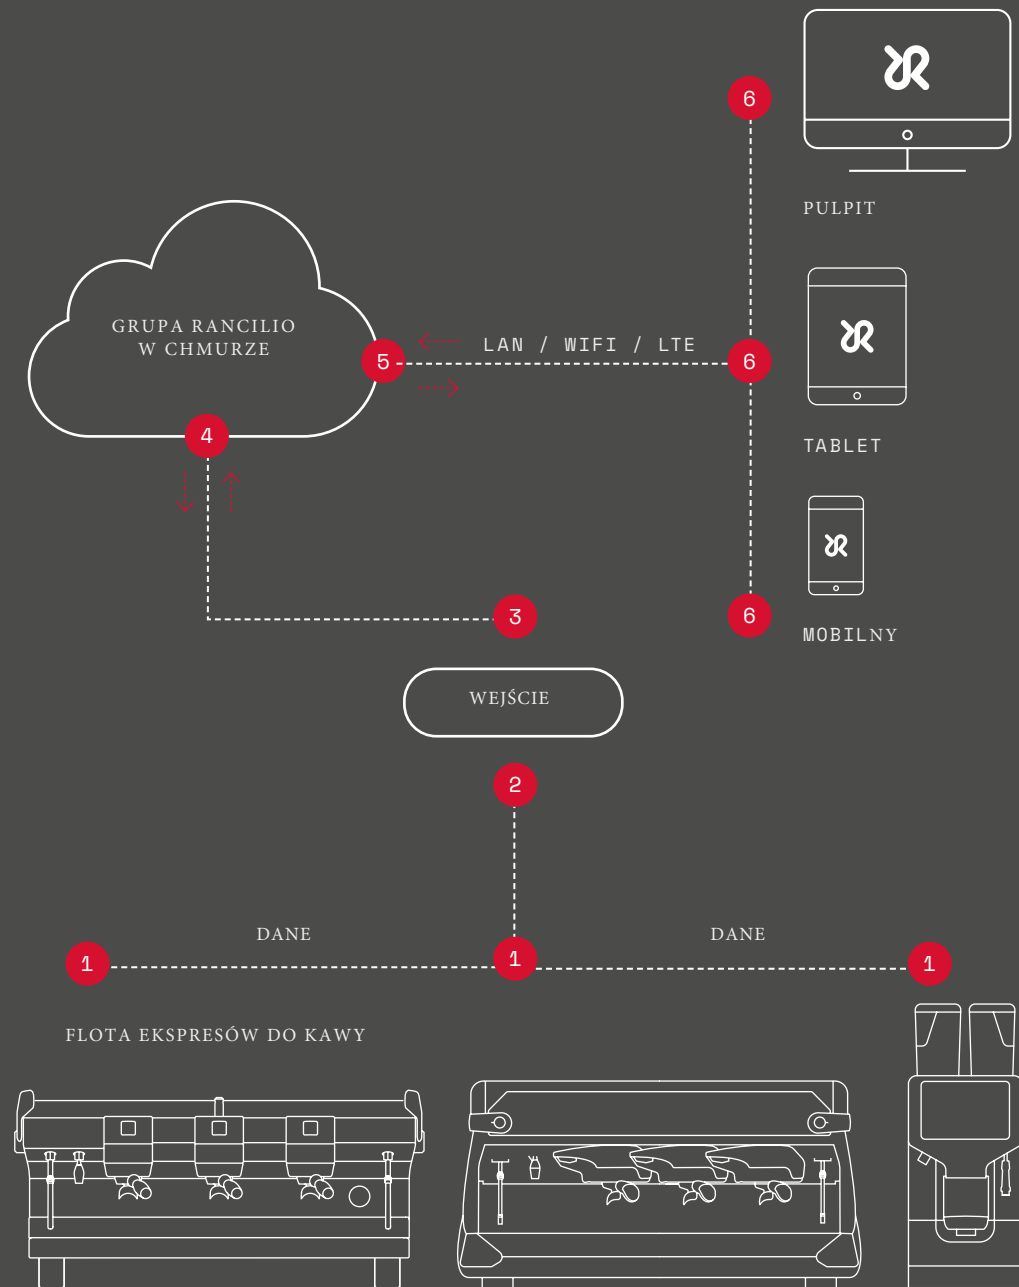 6
PULPIT
GRUPA RANCILIO
W CHMURZE
5
LAN / WIFI / LTE
6
4
TABLET
3
6
MOBILNY
WEJŚCIE
2
DANE
DANE
1
1
1
FLOTA EKSPRESÓW DO KAWY